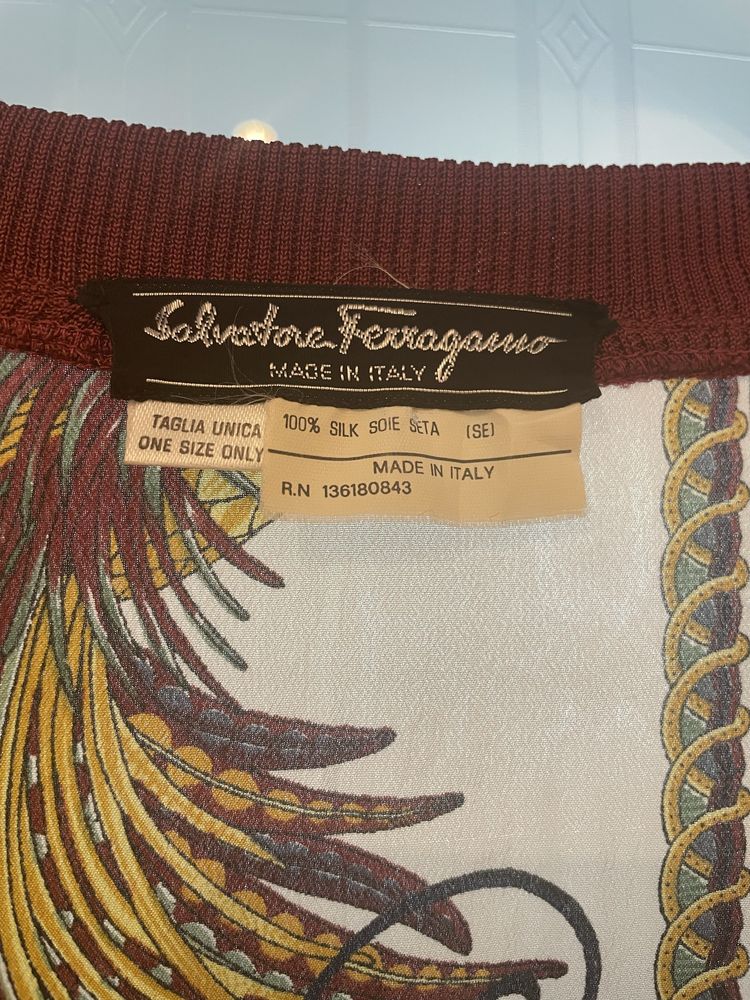 Salvatore Ferragamo
MADE IN ITALY
TAGLIA UNICA
ONE SIZE ONLY
100% SILK SOIE SETA (SE)
MADE IN ITALY
R.N 136180843